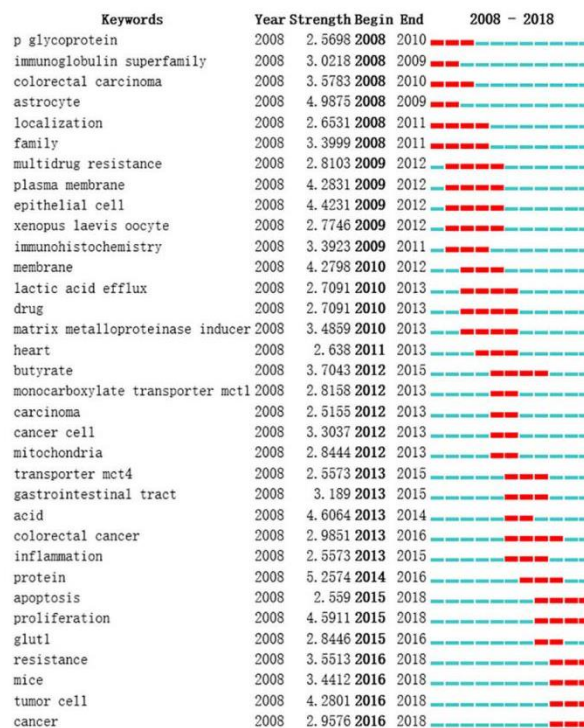 Keywords Year Strength Begin End 2008 - 2018
p glycoprotein 2008 2.5698 2008 2010
immunoglobulin superfamily 2008 3.0218 2008 2009
colorectal carcinoma 2008 3.5783 2008 2010
astrocyte 2008 4.9875 2008 2009
localization 2008 2.6531 2008 2011
family 2008 3.3999 2008 2011
multidrug resistance 2008 2.8103 2009 2012
plasma membrane 2008 4.2831 2009 2012
epithelial cell 2008 4.4231 2009 2012
xenopus laevis oocyte 2008 2.7746 2009 2012
immunohistochemistry 2008 3.3923 2009 2011
membrane 2008 4.2798 2010 2012
lactic acid efflux 2008 2.7091 2010 2013
drug 2008 2.7091 2010 2013
matrix metalloproteinase inducer 2008 3.4859 2010 2013
heart 2008 2.638 2011 2013
butyrate 2008 3.7043 2012 2015
monocarboxylate transporter mct1 2008 2.8158 2012 2013
carcinoma 2008 2.5155 2012 2013
cancer cell 2008 3.3037 2012 2013
mitochondria 2008 2.8444 2012 2013
transporter mct4 2008 2.5573 2013 2015
gastrointestinal tract 2008 3.189 2013 2015
acid 2008 4.6064 2013 2014
colorectal cancer 2008 2.9851 2013 2016
inflammation 2008 2.5573 2013 2015
protein 2008 5.2574 2014 2016
apoptosis 2008 2.559 2015 2018
proliferation 2008 4.5911 2015 2018
glut1 2008 2.8446 2015 2016
resistance 2008 3.5513 2016 2018
mice 2008 3.4412 2016 2018
tumor cell 2008 4.2801 2016 2018
cancer 2008 2.9576 2016 2018